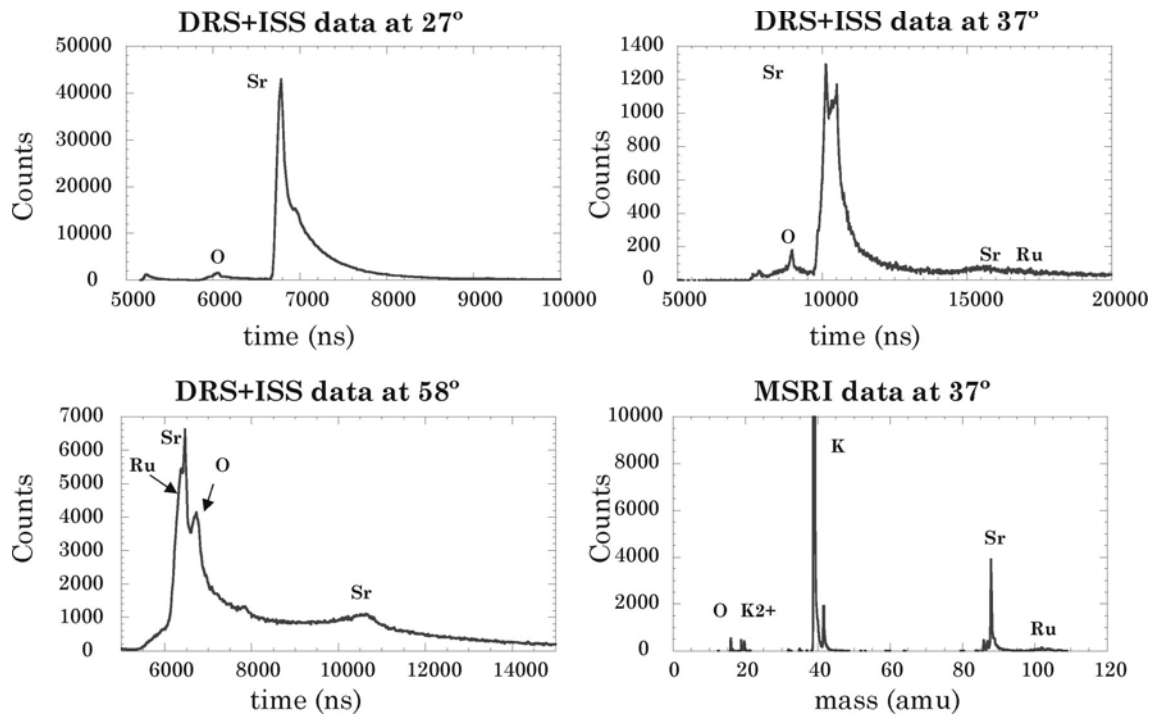 DRS+ISS data at 27º
50000
40000
30000
20000
10000
0
Counts
Sr
O
5000 6000 7000 8000 9000 10000
time (ns)
DRS+ISS data at 37º
1400
1200
1000
800
600
400
200
0
Counts
Sr
O
Sr Ru
5000 10000 15000 20000
time (ns)
DRS+ISS data at 58º
7000
6000
5000
4000
3000
2000
1000
0
Counts
Sr
Ru
O
Sr
6000 8000 10000 12000 14000
time (ns)
MSRI data at 37º
10000
8000
6000
4000
2000
0
Counts
K
Sr
O K2+
Ru
0 20 40 60 80 100 120
mass (amu)